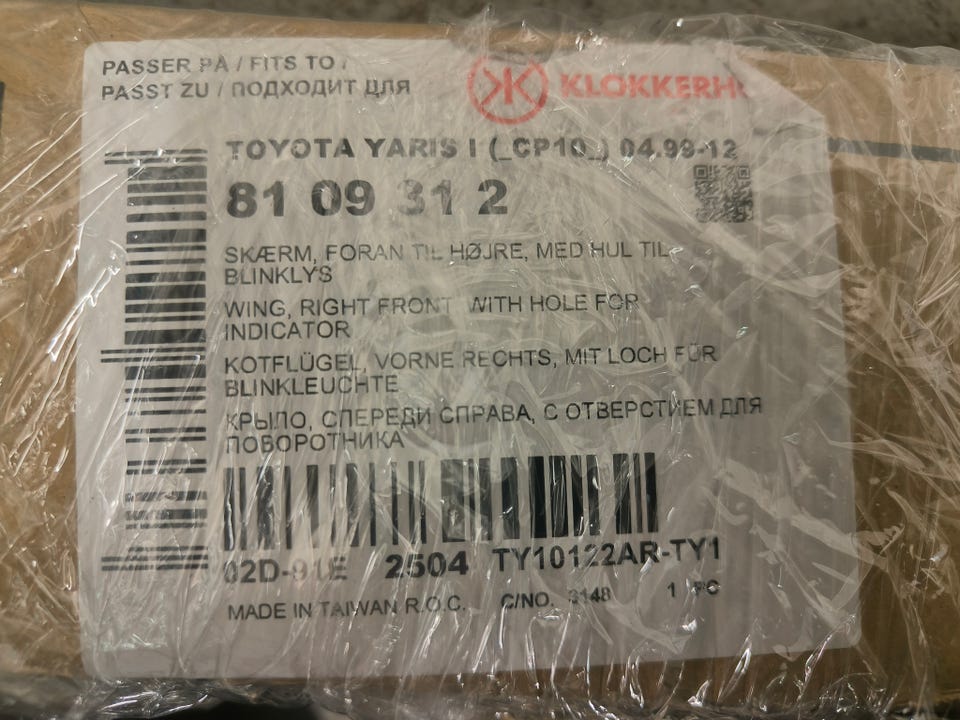 PASSER PÅ / FITS TO /
PASST ZU / ПОДХОДИТ ДЛЯ
KLOKKERH
TOYOTA YARIS I (_CP10_) 04.99-12
81 09 31 2
SKÆRM, FORAN TIL HØJRE, MED HUL TIL
BLINKLYS
WING, RIGHT FRONT WITH HOLE FOR
INDICATOR
KOTFLÜGEL, VORNE RECHTS, MIT LOCH FÜR
BLINKLEUCHTE
КРЫЛО, СПЕРЕДИ СПРАВА, С ОТВЕРСТИЕМ ДЛЯ
ПОВОРОТНИКА
2504 TY10122AR-TY1
MADE IN TAIWAN R.O.C. C/NO. 3148 1 PC